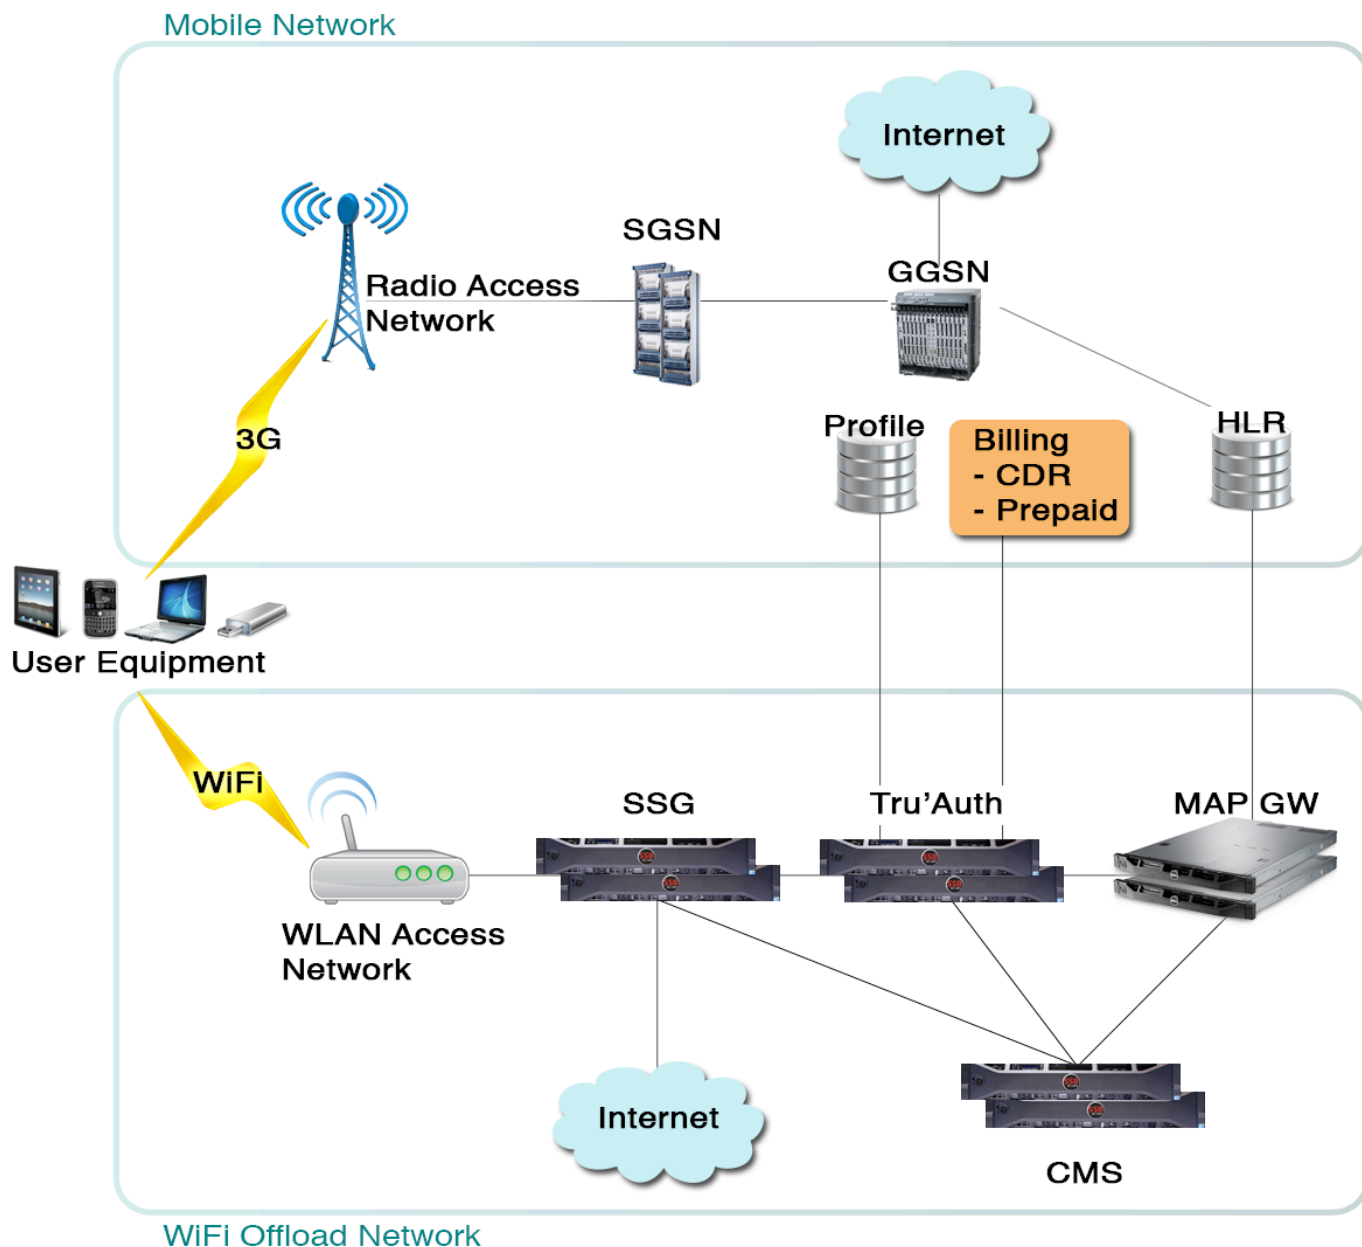 Mobile Network
Internet
SGSN
GGSN
Radio Access
Network
3G
Profile
Billing
- CDR
- Prepaid
HLR
User Equipment
WiFi
SSG
Tru'Auth
MAP GW
WLAN Access
Network
Internet
CMS
WiFi Offload Network